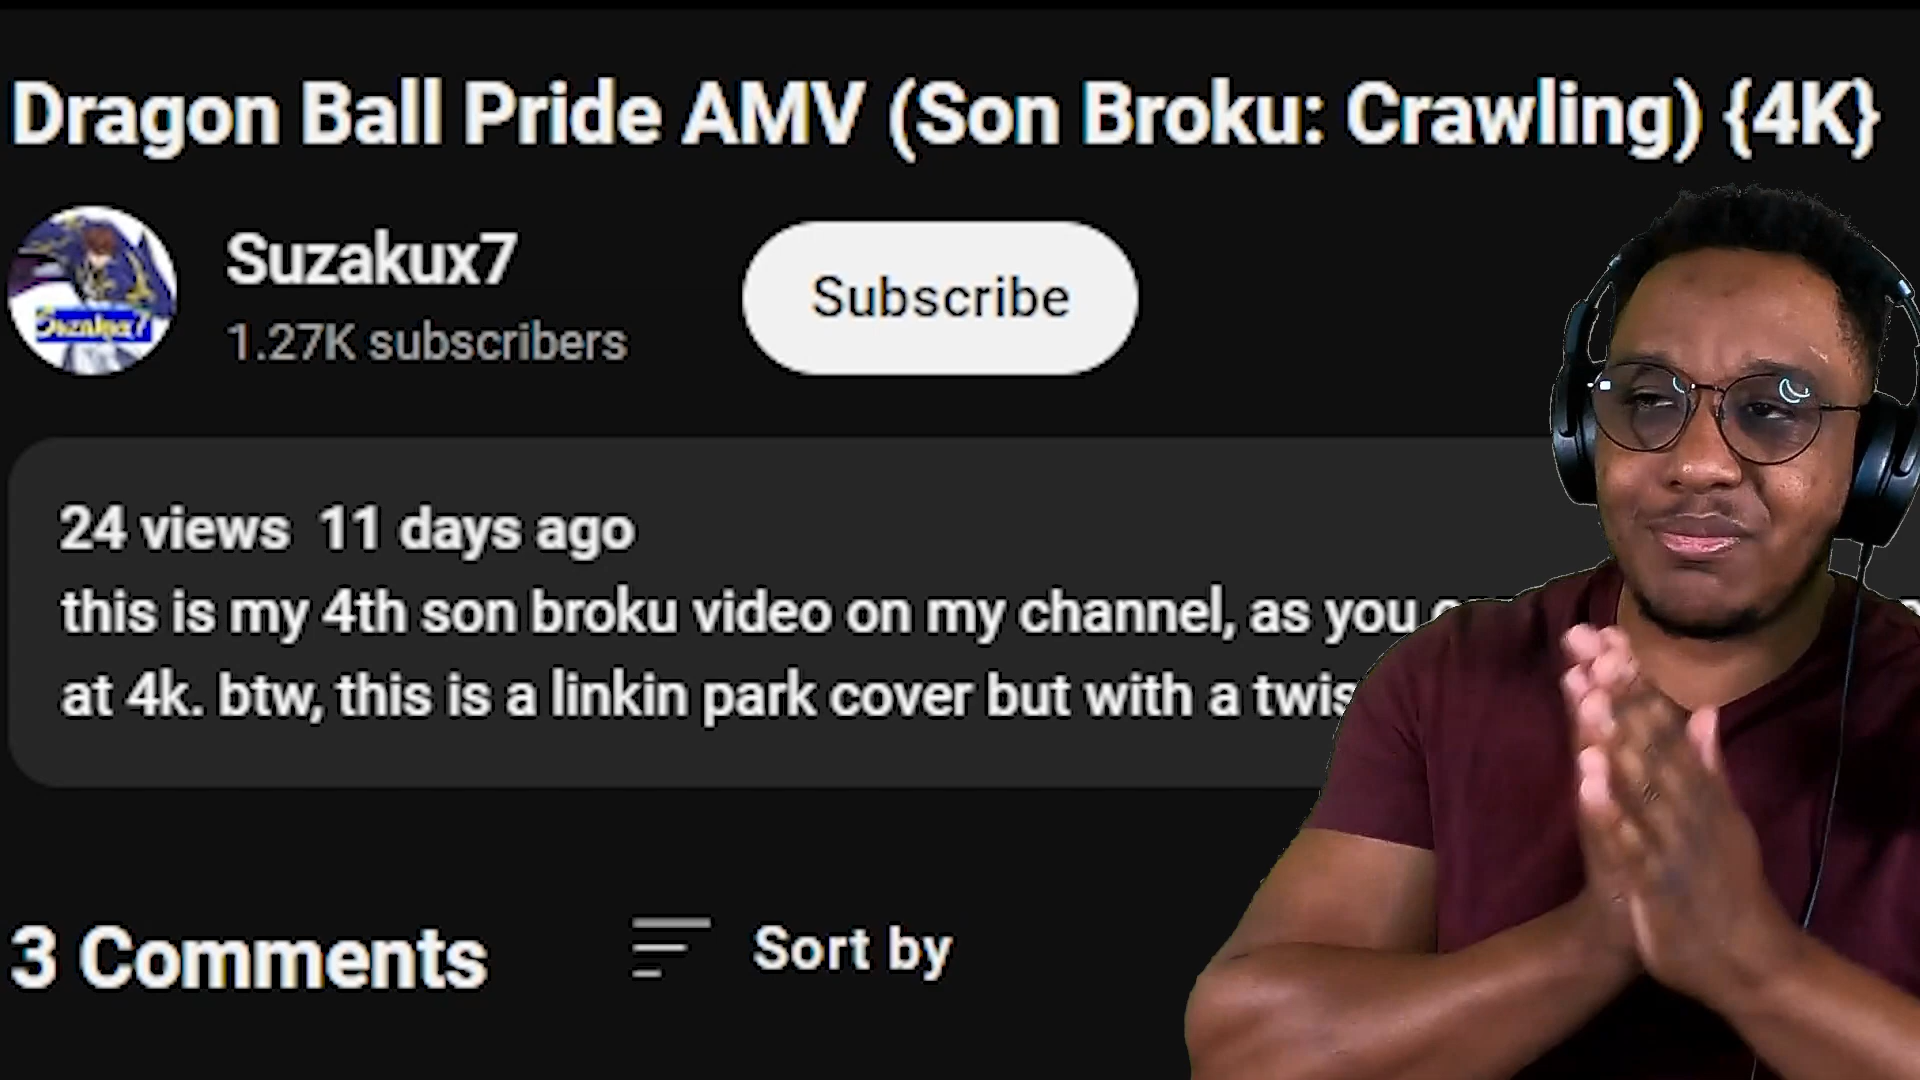 Dragon Ball Pride AMV (Son Broku: Crawling) {4K}
Suzakux7
1.27K subscribers
Subscribe
Suzakux7
24 views 11 days ago
this is my 4th son broku video on my channel, as you
at 4k. btw, this is a linkin park cover but with a
3 Comments
Sort by